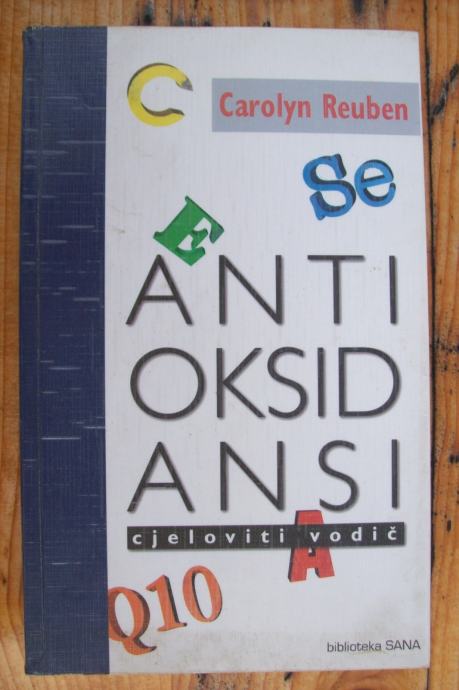 C
Carolyn Reuben
Se
E
ANTI
OKSID
ANSI
cjeloviti vodič
A
Q10
biblioteka SANA